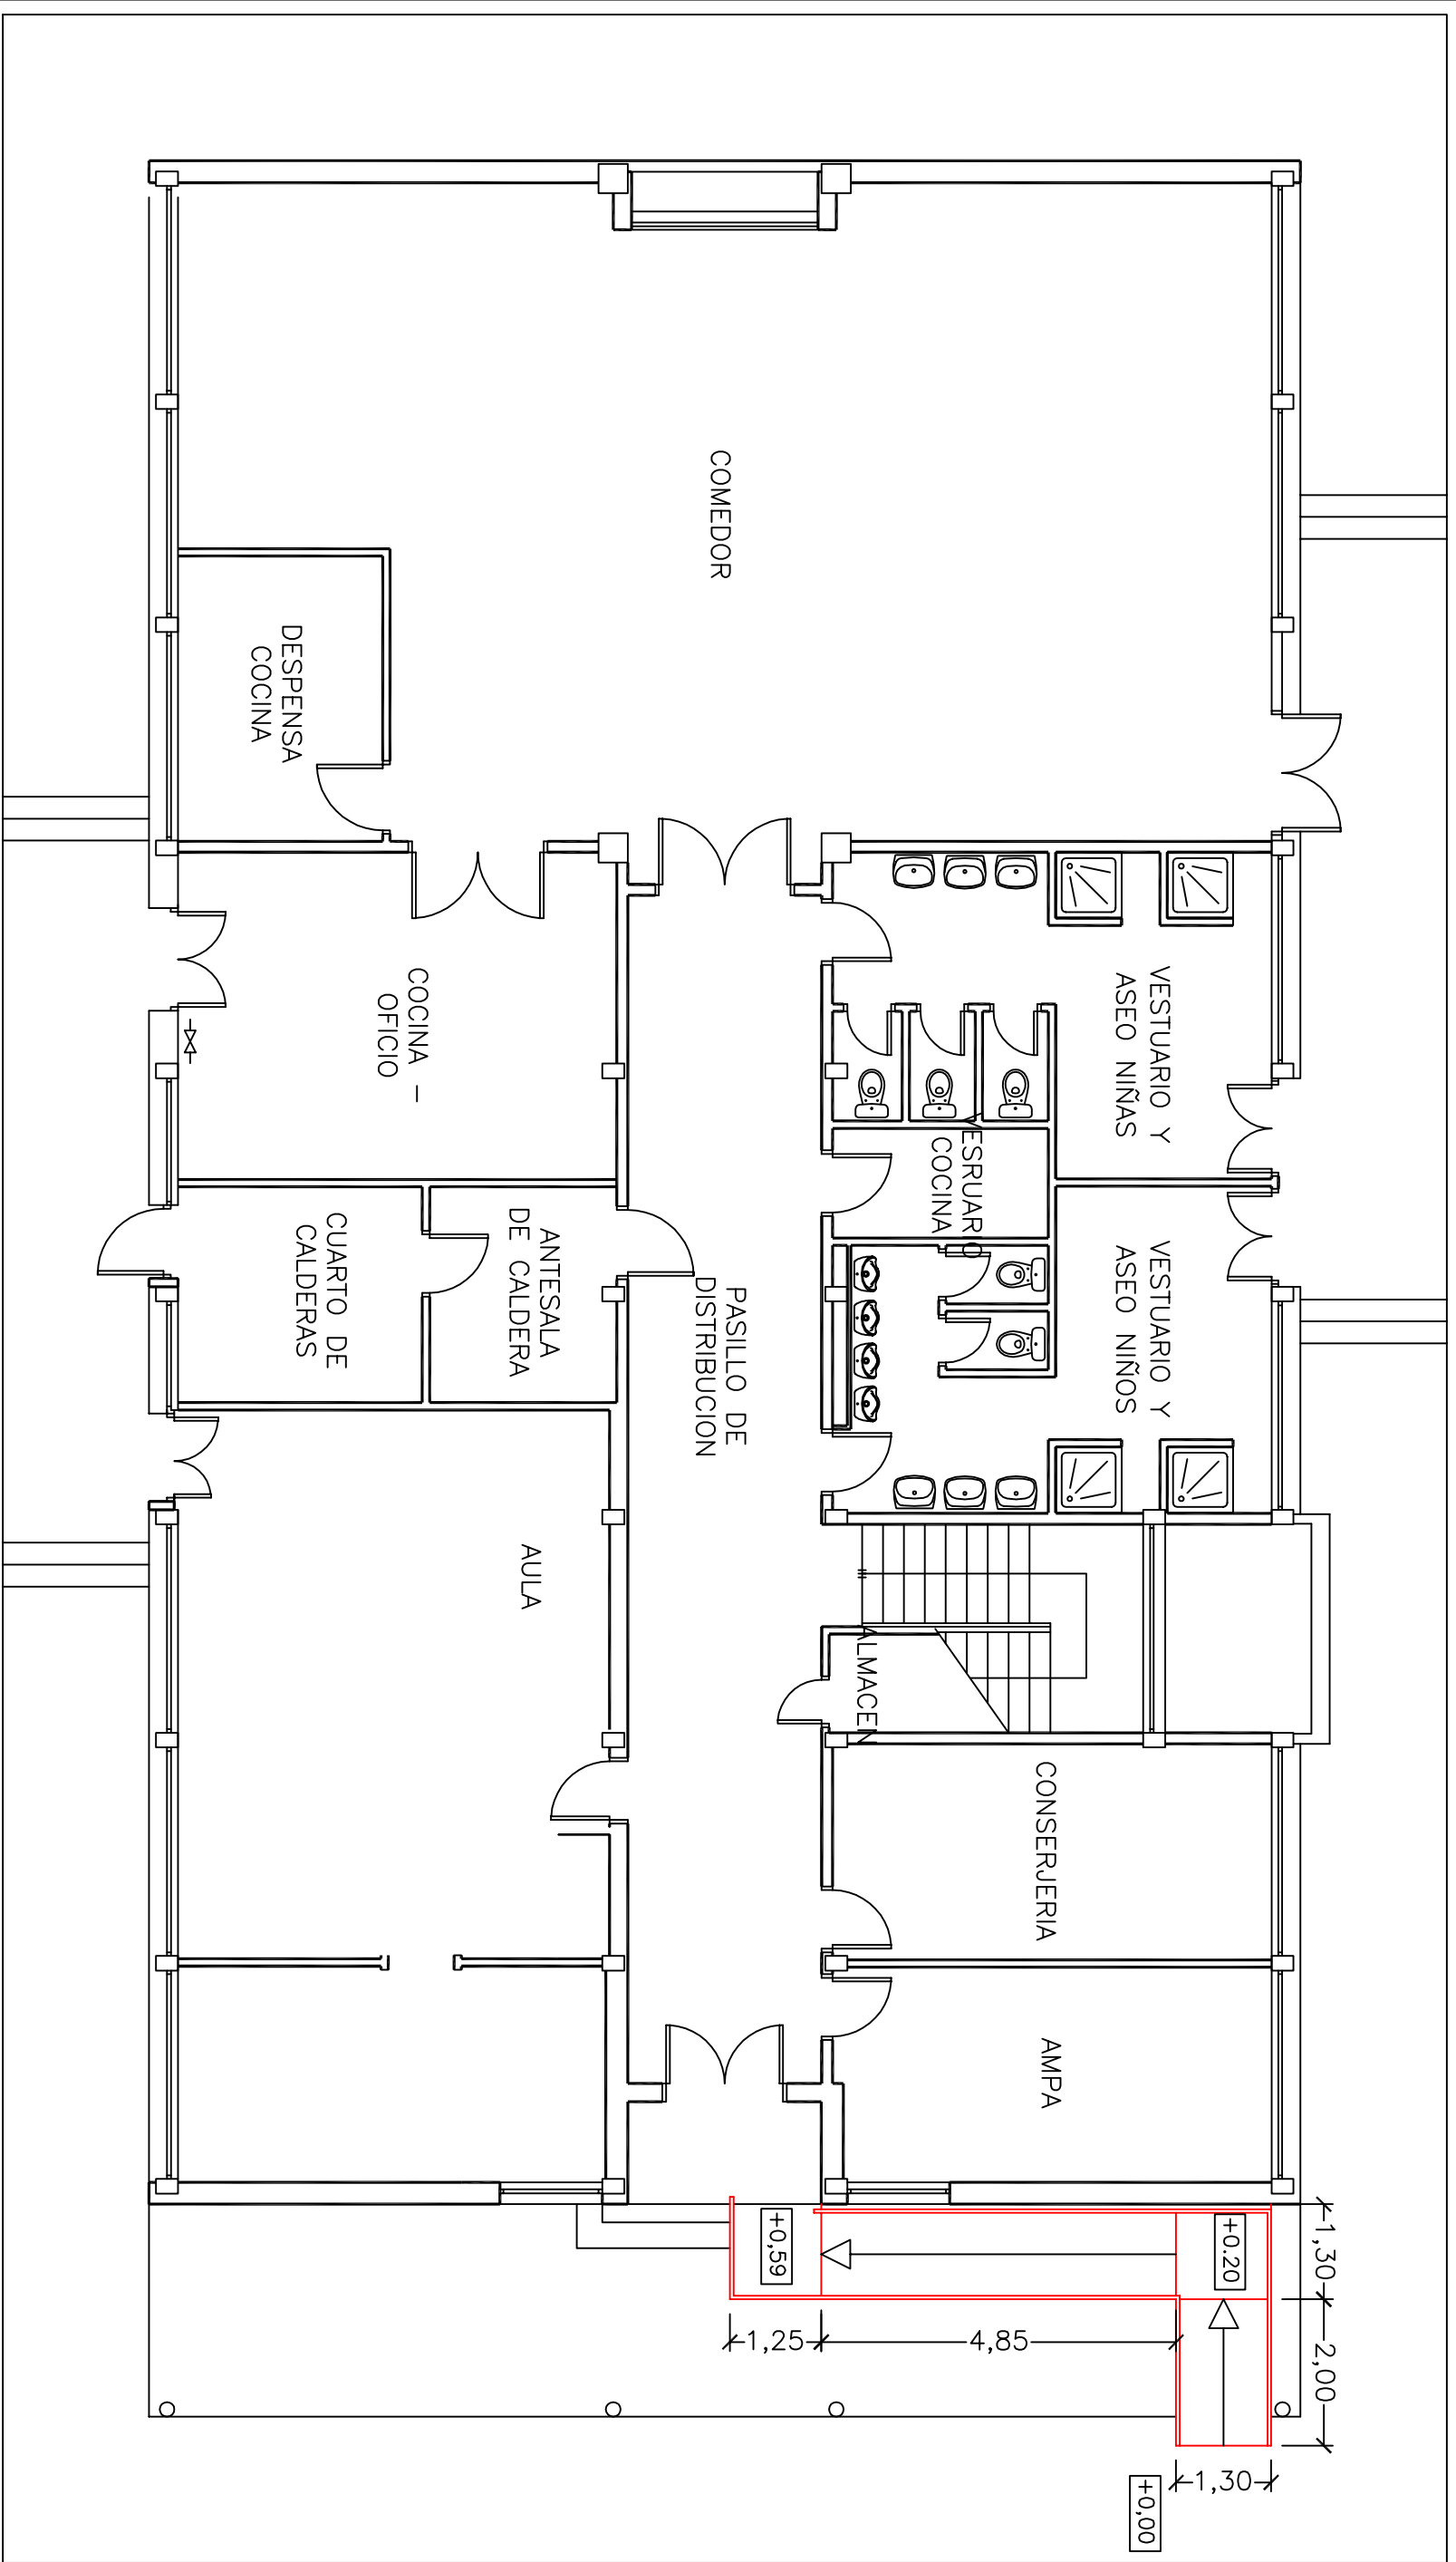 COMEDOR
DESPENSA
COCINA
COCINA –
OFICIO
VESTUARIO Y
ASEO NIÑAS
VESRUARIO
COCINA
VESTUARIO Y
ASEO NIÑOS
ANTESALA
DE CALDERA
CUARTO DE
CALDERAS
PASILLO DE
DISTRIBUCION
AULA
ALMACEN
CONSERJERIA
AMPA
+0,59
+0.20
1,30
2,00
1,25
4,85
1,30
+0,00